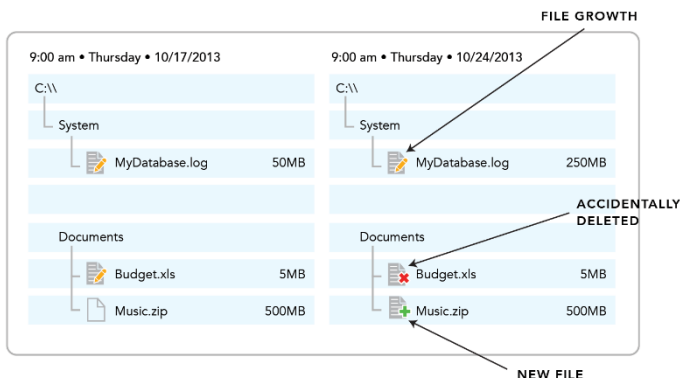 FILE GROWTH
9:00 am • Thursday • 10/17/2013
9:00 am • Thursday • 10/24/2013
C:\\
C:\\
System
System
MyDatabase.log 50MB
MyDatabase.log 250MB
ACCIDENTALLY
DELETED
Documents
Documents
Budget.xls 5MB
Budget.xls 5MB
Music.zip 500MB
Music.zip 500MB
NEW FILE